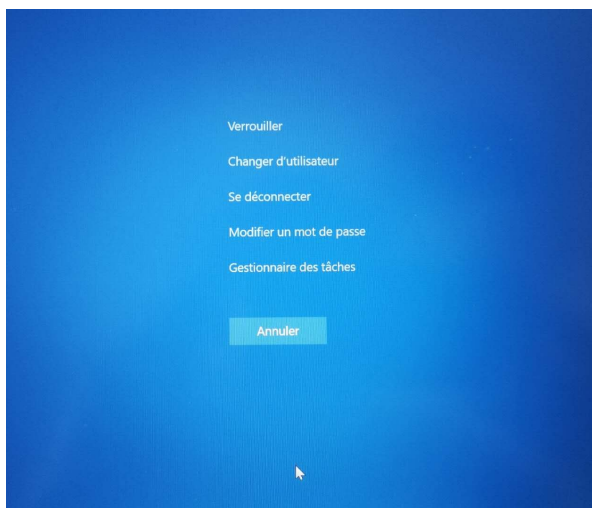 Verrouiller
Changer d'utilisateur
Se déconnecter
Modifier un mot de passe
Gestionnaire des tâches
Annuler